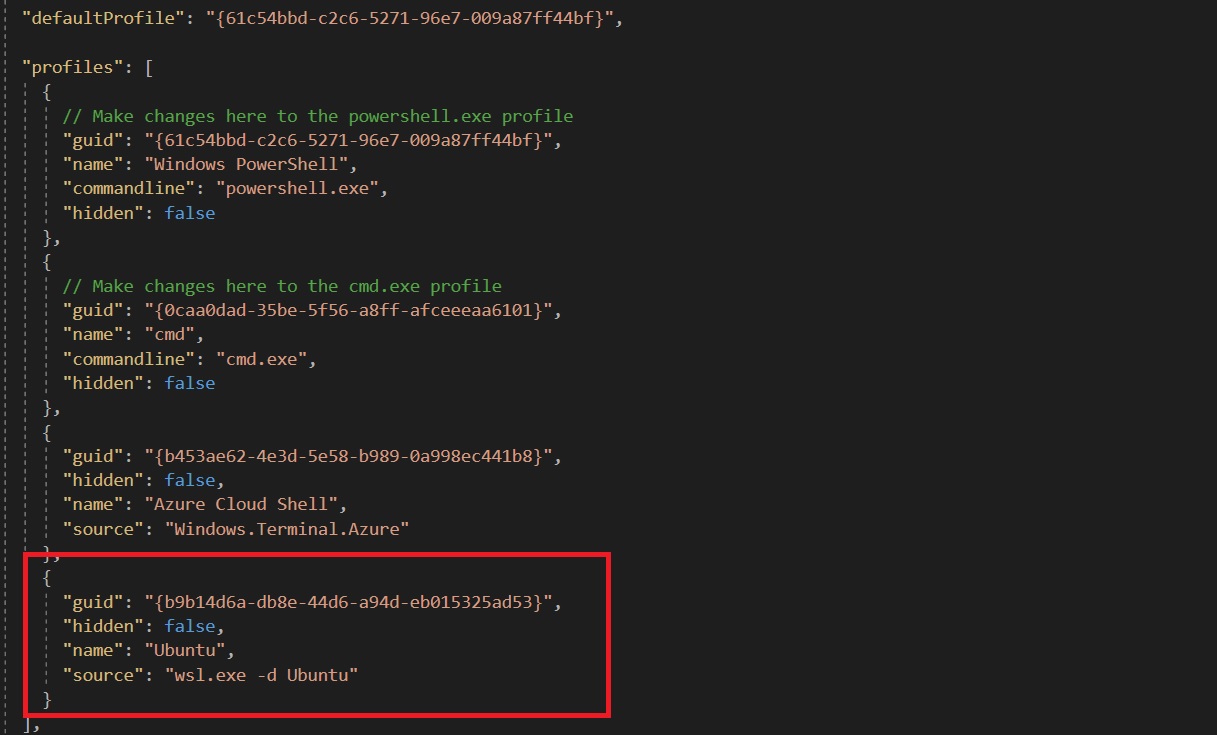 "defaultProfile": "{61c54bbd-c2c6-5271-96e7-009a87ff44bf}",
"profiles": [
{
// Make changes here to the powershell.exe profile
"guid": "{61c54bbd-c2c6-5271-96e7-009a87ff44bf}",
"name": "Windows PowerShell",
"commandline": "powershell.exe",
"hidden": false
},
{
// Make changes here to the cmd.exe profile
"guid": "{0caa0dad-35be-5f56-a8ff-afceeeaa6101}",
"name": "cmd",
"commandline": "cmd.exe",
"hidden": false
},
{
"guid": "{b453ae62-4e3d-5e58-b989-0a998ec441b8}",
"hidden": false,
"name": "Azure Cloud Shell",
"source": "Windows.Terminal.Azure"
},
{
"guid": "{b9b14d6a-db8e-44d6-a94d-eb015325ad53}",
"hidden": false,
"name": "Ubuntu",
"source": "wsl.exe -d Ubuntu"
}
],